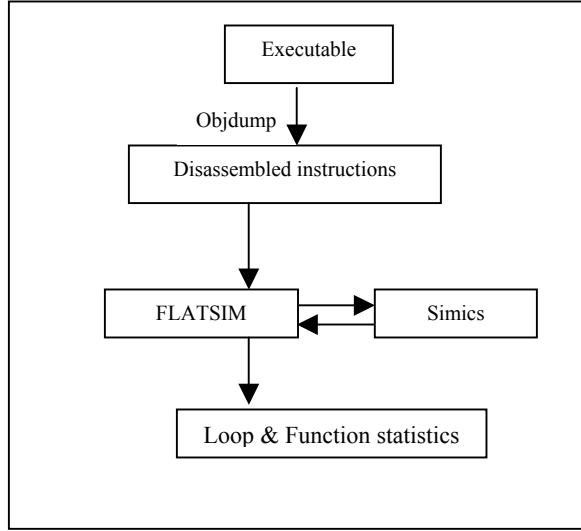 Executable
Objdump
Disassembled instructions
FLATSIM
Simics
Loop & Function statistics